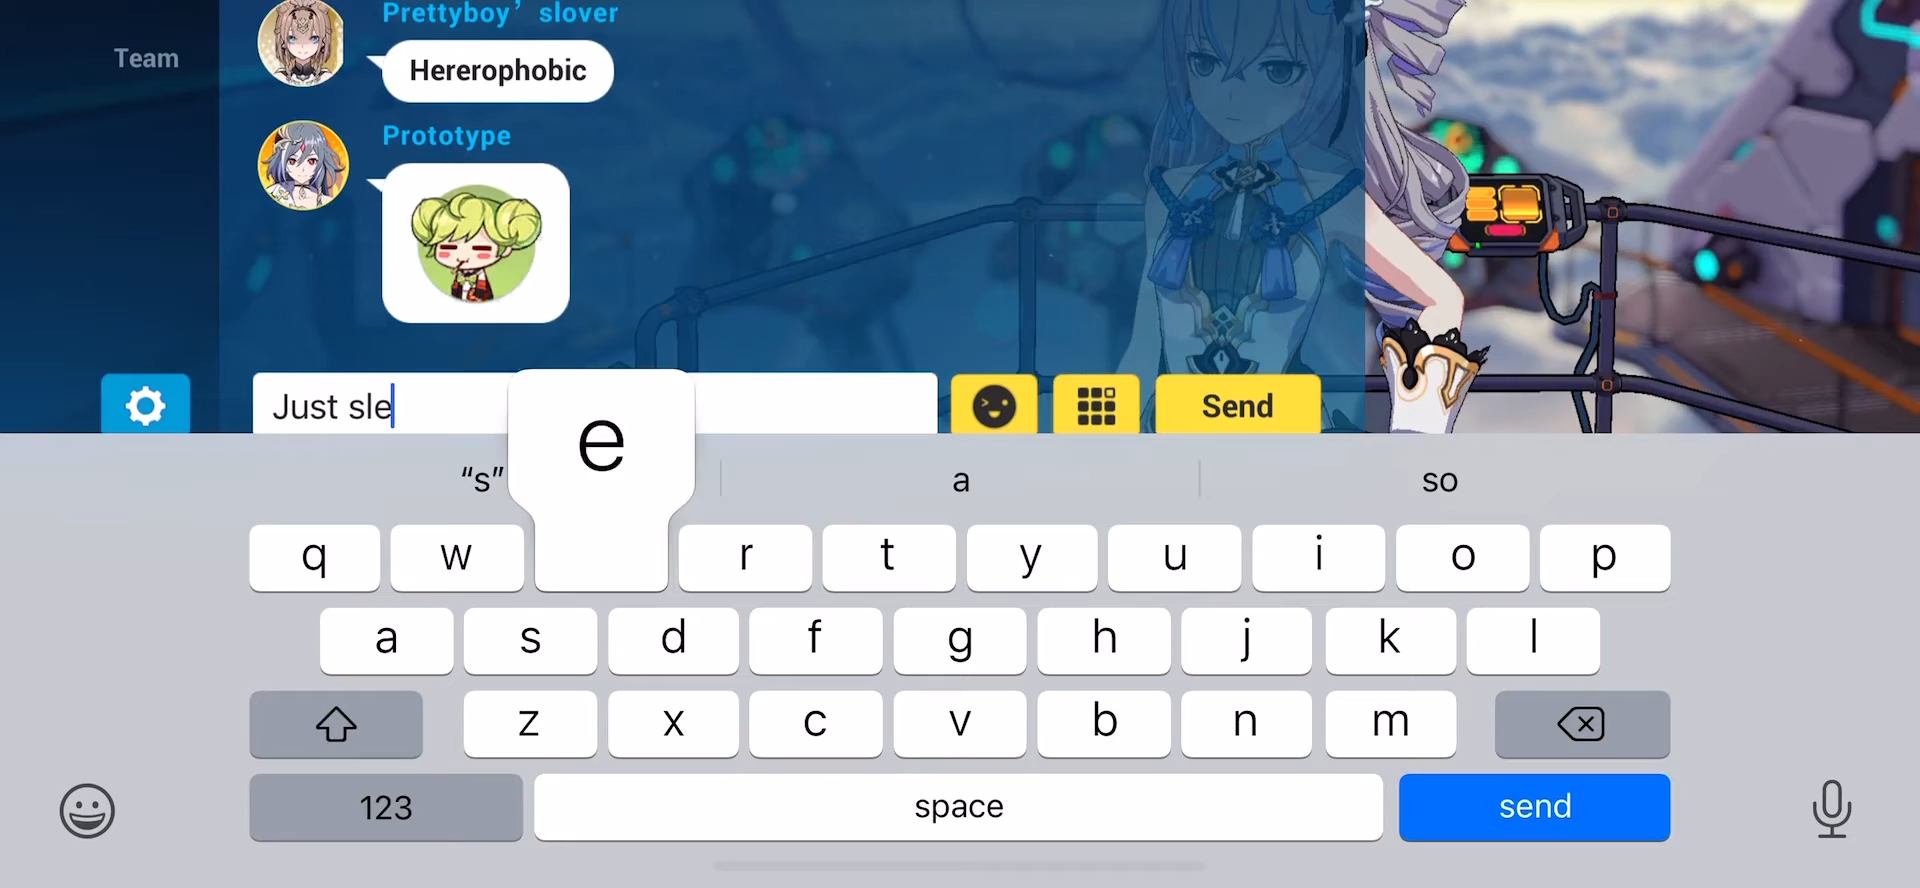 Prettyboy’slover
Team
Hererophobic
Prototype
Just sle
Send
e
“s”
a
so
q w r t y u i o p
a s d f g h j k l
z x c v b n m
123
space
send